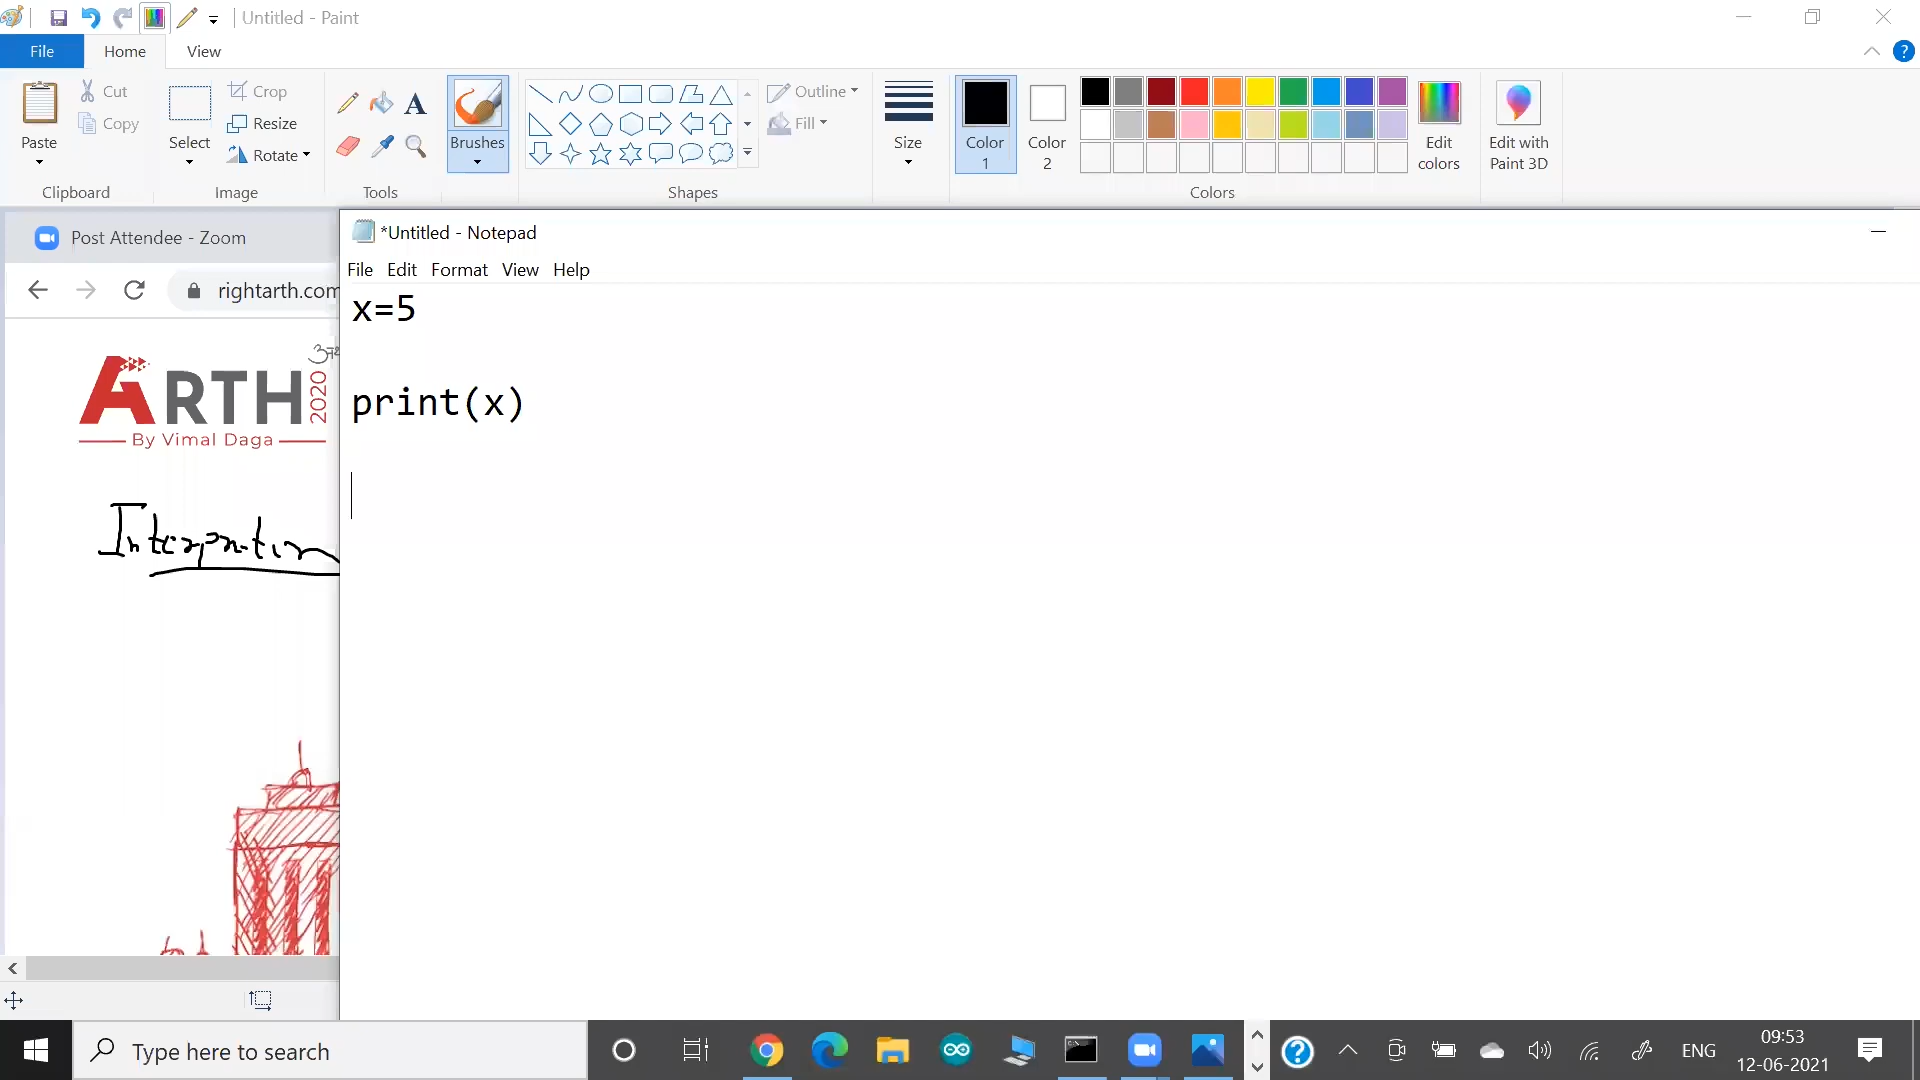 Untitled - Paint
File Home View
Paste
Cut
Copy
Clipboard
Select
Crop
Resize
Rotate
Image
Tools
Brushes
Shapes
Outline
Fill
Size
Color 1
Color 2
Colors
Edit colors
Edit with Paint 3D
Post Attendee - Zoom
rightarth.com
ARTH
2020
By Vimal Daga
*Untitled - Notepad
File Edit Format View Help
x=5
print(x)
Type here to search
ENG
09:53
12-06-2021